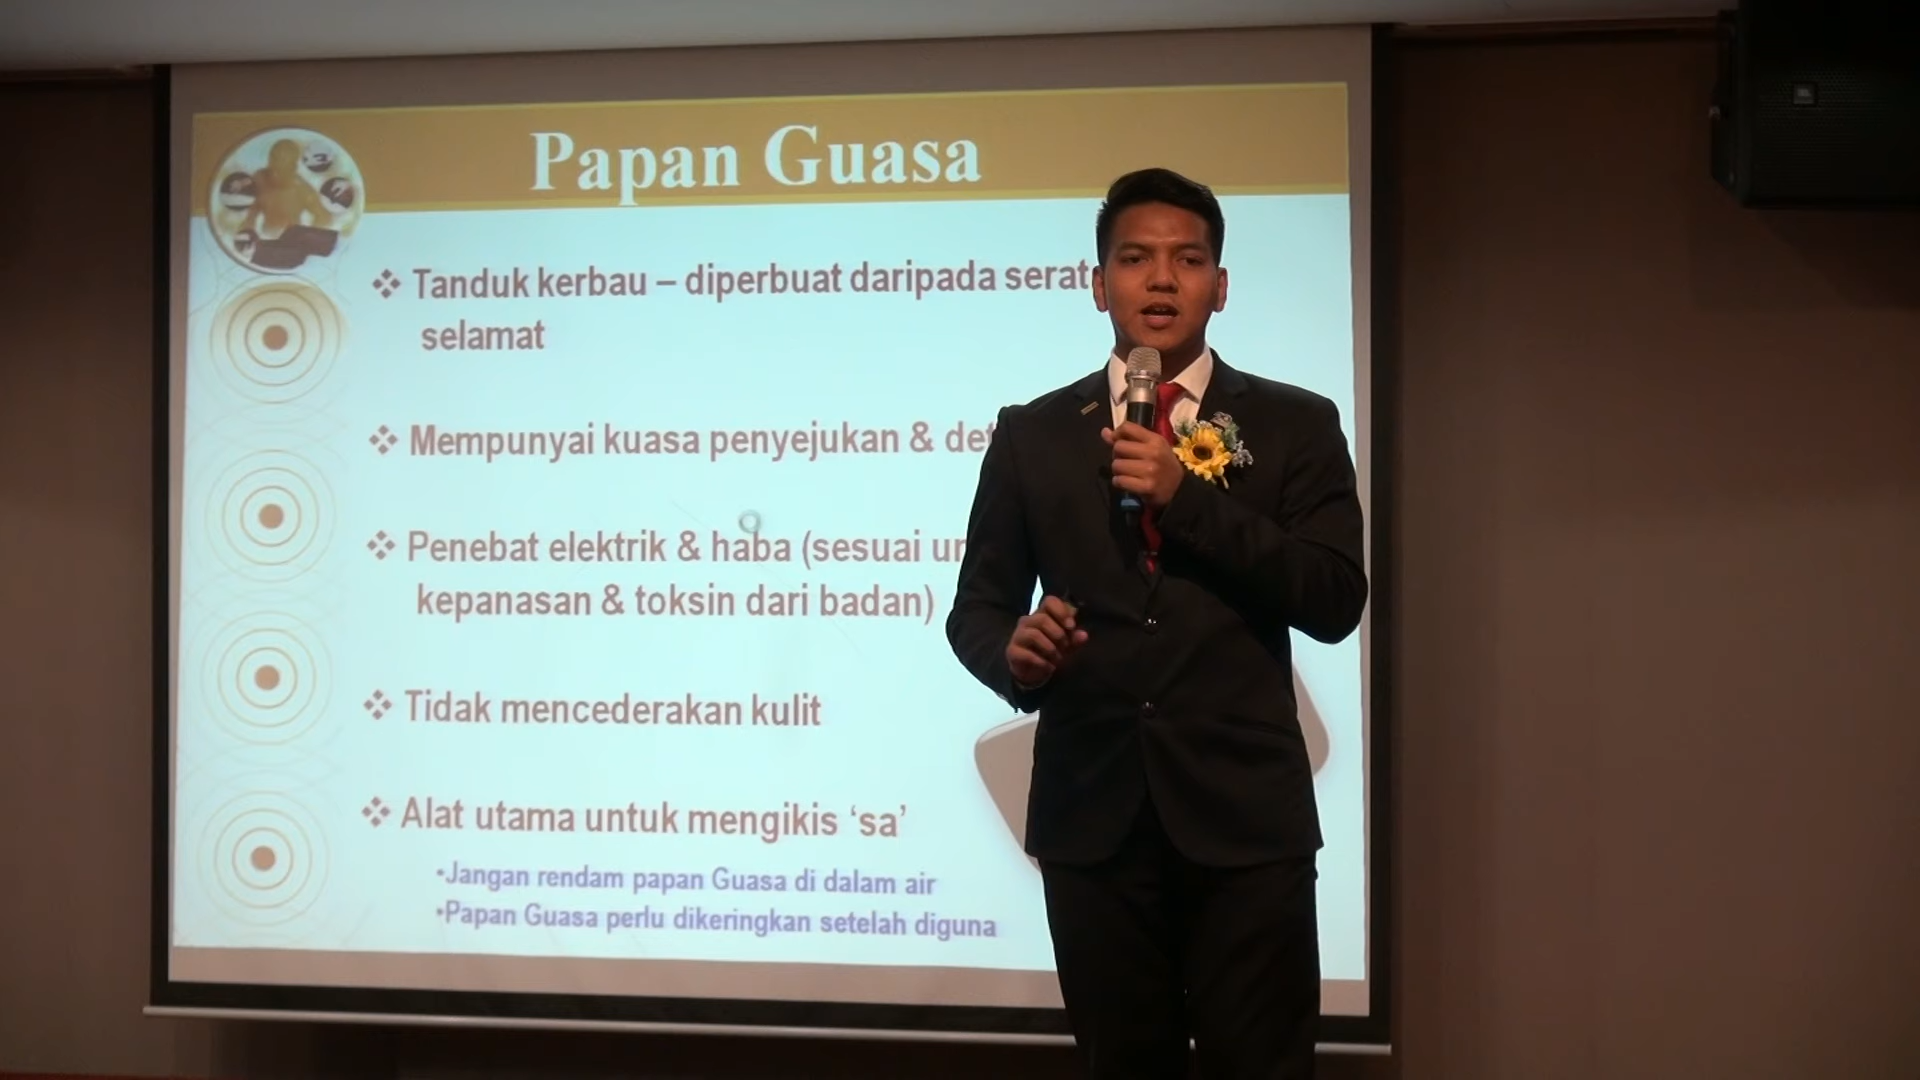 Papan Guasa
Tanduk kerbau – diperbuat daripada serat
selamat
Mempunyai kuasa penyejukan &
Penebat elektrik & haba (sesuai
kepanasan & toksin dari badan)
Tidak mencederakan kulit
Alat utama untuk mengikis ‘sa’
•Jangan rendam papan Guasa di dalam air
•Papan Guasa perlu dikeringkan setelah diguna